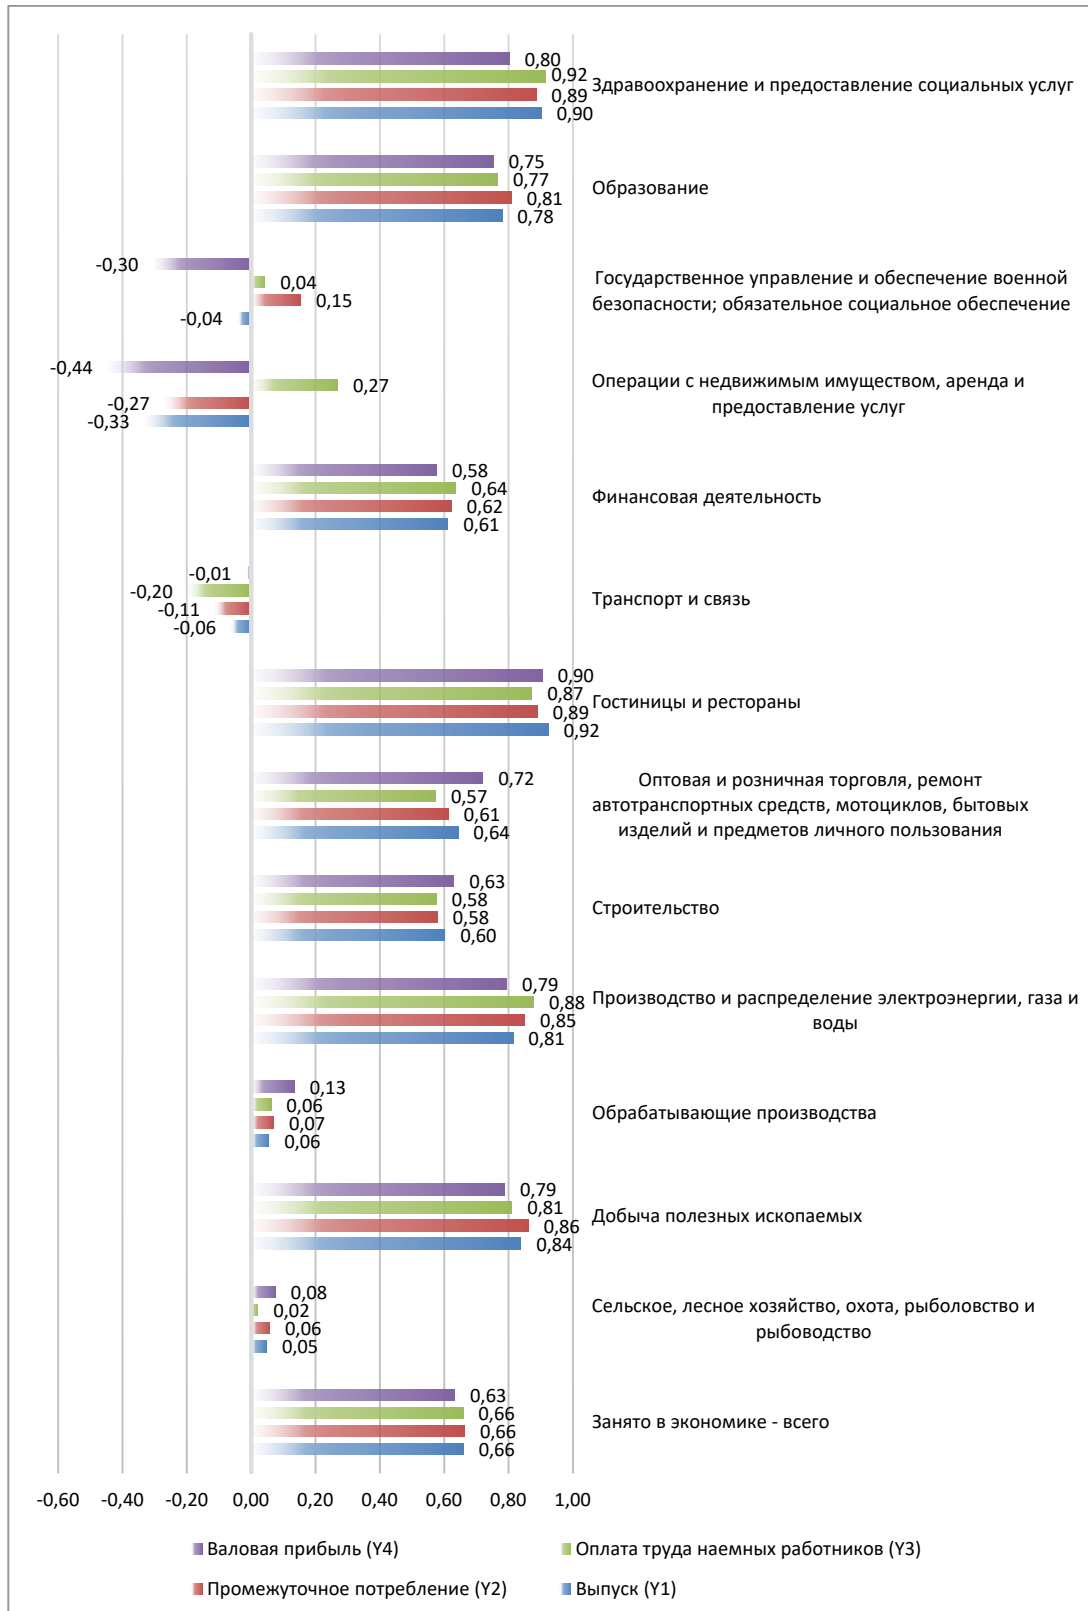 0,80
0,92
0,89
0,90
Здравоохранение и предоставление социальных услуг
0,75
0,77
0,81
0,78
Образование
-0,30
0,04
0,15
-0,04
Государственное управление и обеспечение военной
безопасности; обязательное социальное обеспечение
-0,44
0,27
-0,27
-0,33
Операции с недвижимым имуществом, аренда и
предоставление услуг
0,58
0,64
0,62
0,61
Финансовая деятельность
-0,01
-0,20
-0,11
-0,06
Транспорт и связь
0,90
0,87
0,89
0,92
Гостиницы и рестораны
0,72
0,57
0,61
0,64
Оптовая и розничная торговля, ремонт
автотранспортных средств, мотоциклов, бытовых
изделий и предметов личного пользования
0,63
0,58
0,58
0,60
Строительство
0,79
0,88
0,85
0,81
Производство и распределение электроэнергии, газа и
воды
0,13
0,06
0,07
0,06
Обрабатывающие производства
0,79
0,81
0,86
0,84
Добыча полезных ископаемых
0,08
0,02
0,06
0,05
Сельское, лесное хозяйство, охота, рыболовство и
рыбоводство
0,63
0,66
0,66
0,66
Занято в экономике - всего
-0,60 -0,40 -0,20 0,00 0,20 0,40 0,60 0,80 1,00
Валовая прибыль (Y4) Оплата труда наемных работников (Y3)
Промежуточное потребление (Y2) Выпуск (Y1)